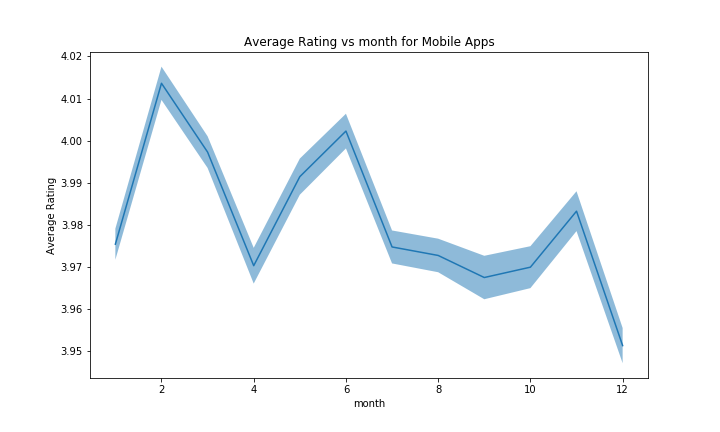 Average Rating vs month for Mobile Apps
4.02
4.01
4.00
3.99
3.98
3.97
3.96
3.95
Average Rating
2 4 6 8 10 12
month